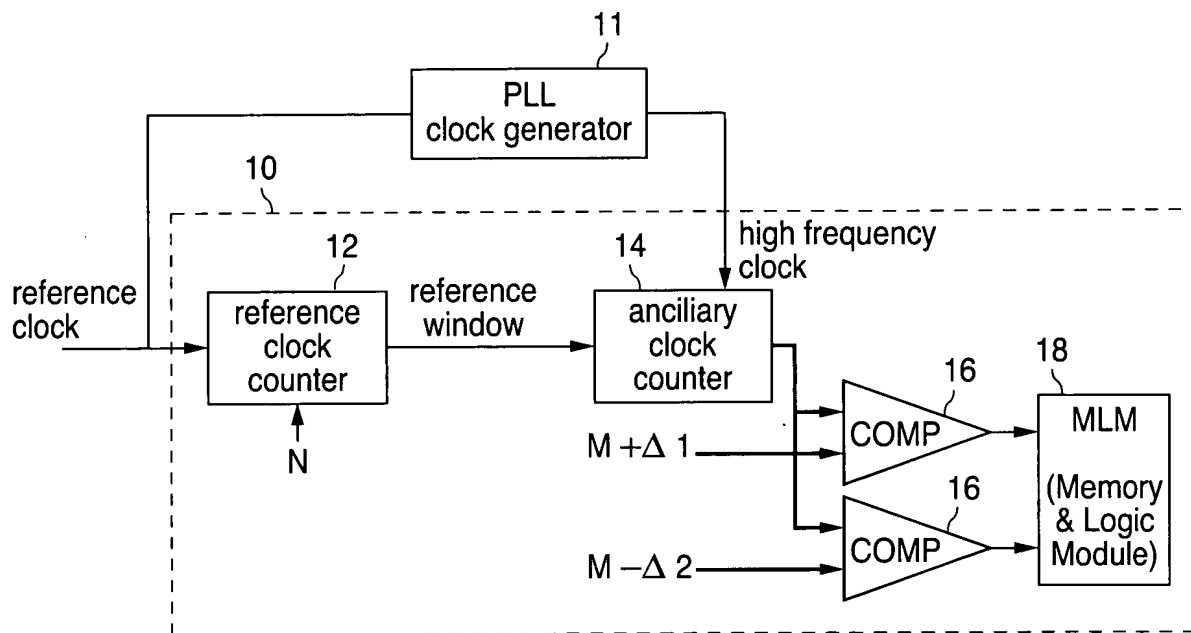 11
PLL
clock generator
10
high frequency
clock
12
14
reference
clock
reference
clock
counter
reference
window
anciliary
clock
counter
N
M +Δ 1
M −Δ 2
16
COMP
16
COMP
18
MLM
(Memory
& Logic
Module)